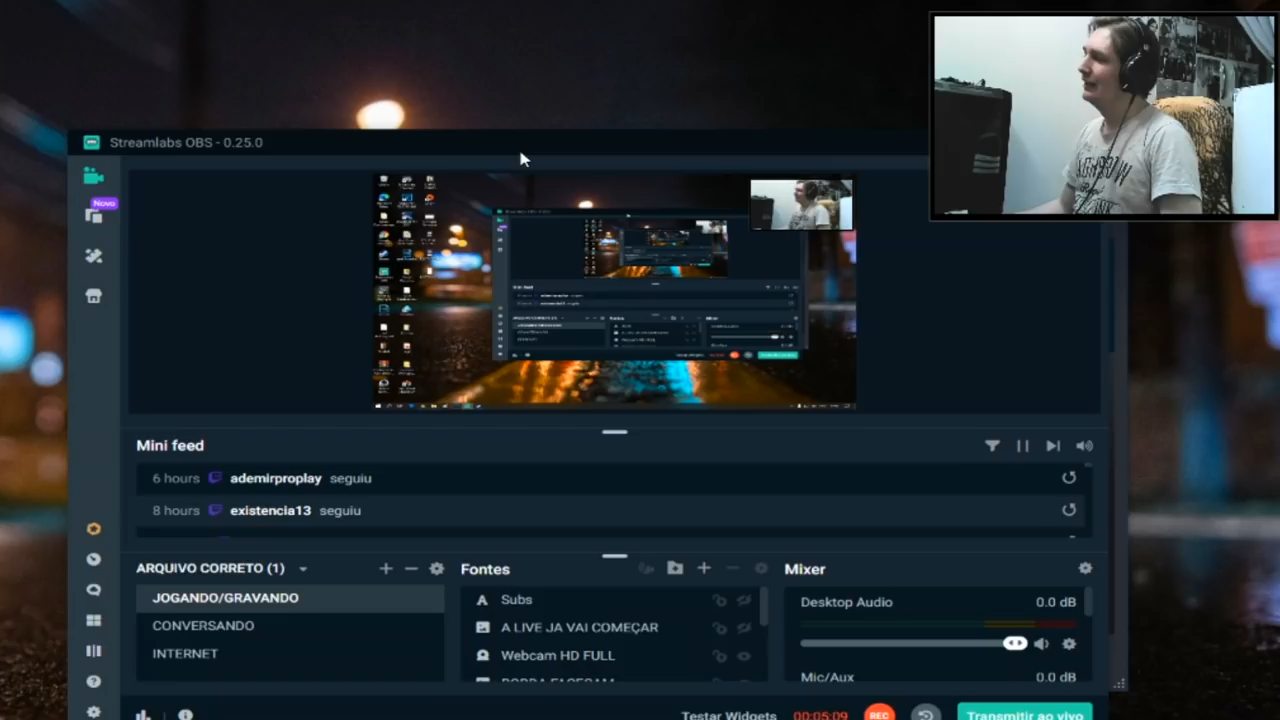 Streamlabs OBS - 0.25.0
Novo
Mini feed
6 hours ademirproplay seguiu
8 hours existencia13 seguiu
ARQUIVO CORRETO (1)
JOGANDO/GRAVANDO
CONVERSANDO
INTERNET
Fontes
Subs
A LIVE JA VAI COMEÇAR
Webcam HD FULL
Mixer
Desktop Audio 0.0 dB
Mic/Aux 0.0 dB
Testar Widgets 00:05:09 REC Transmitir ao vivo